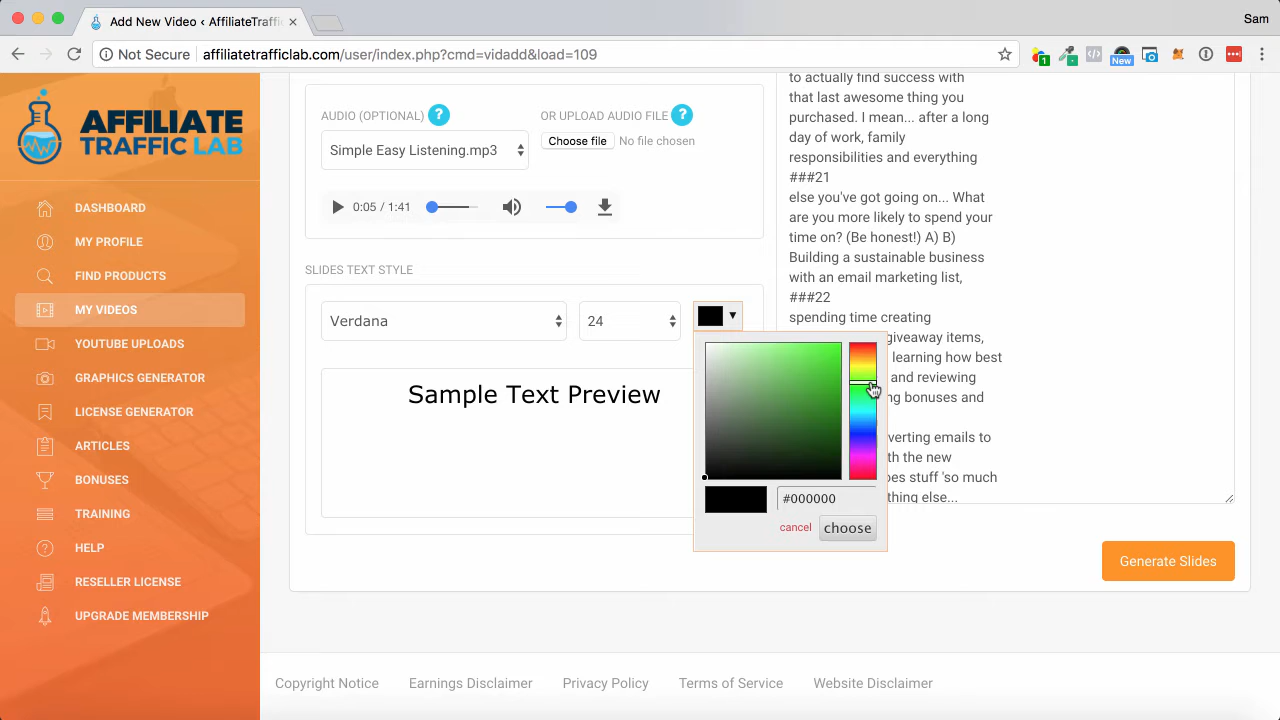 Add New Video ‹ AffiliateTraffi
Sam
Not Secure
affiliatetrafficlab.com/user/index.php?cmd=vidadd&load=109
1
New
AFFILIATE
TRAFFIC LAB
DASHBOARD
MY PROFILE
FIND PRODUCTS
MY VIDEOS
YOUTUBE UPLOADS
GRAPHICS GENERATOR
LICENSE GENERATOR
ARTICLES
BONUSES
TRAINING
HELP
RESELLER LICENSE
UPGRADE MEMBERSHIP
AUDIO (OPTIONAL) ?
OR UPLOAD AUDIO FILE ?
Simple Easy Listening.mp3
Choose file No file chosen
0:05 / 1:41
SLIDES TEXT STYLE
Verdana
24
Sample Text Preview
#000000
cancel choose
to actually find success with
that last awesome thing you
purchased. I mean... after a long
day of work, family
responsibilities and everything
###21
else you've got going on... What
are you more likely to spend your
time on? (Be honest!) A) B)
Building a sustainable business
with an email marketing list,
###22
spending time creating
giveaway items,
learning how best
and reviewing
ng bonuses and
verting emails to
th the new
es stuff 'so much
thing else...
Generate Slides
Copyright Notice
Earnings Disclaimer
Privacy Policy
Terms of Service
Website Disclaimer